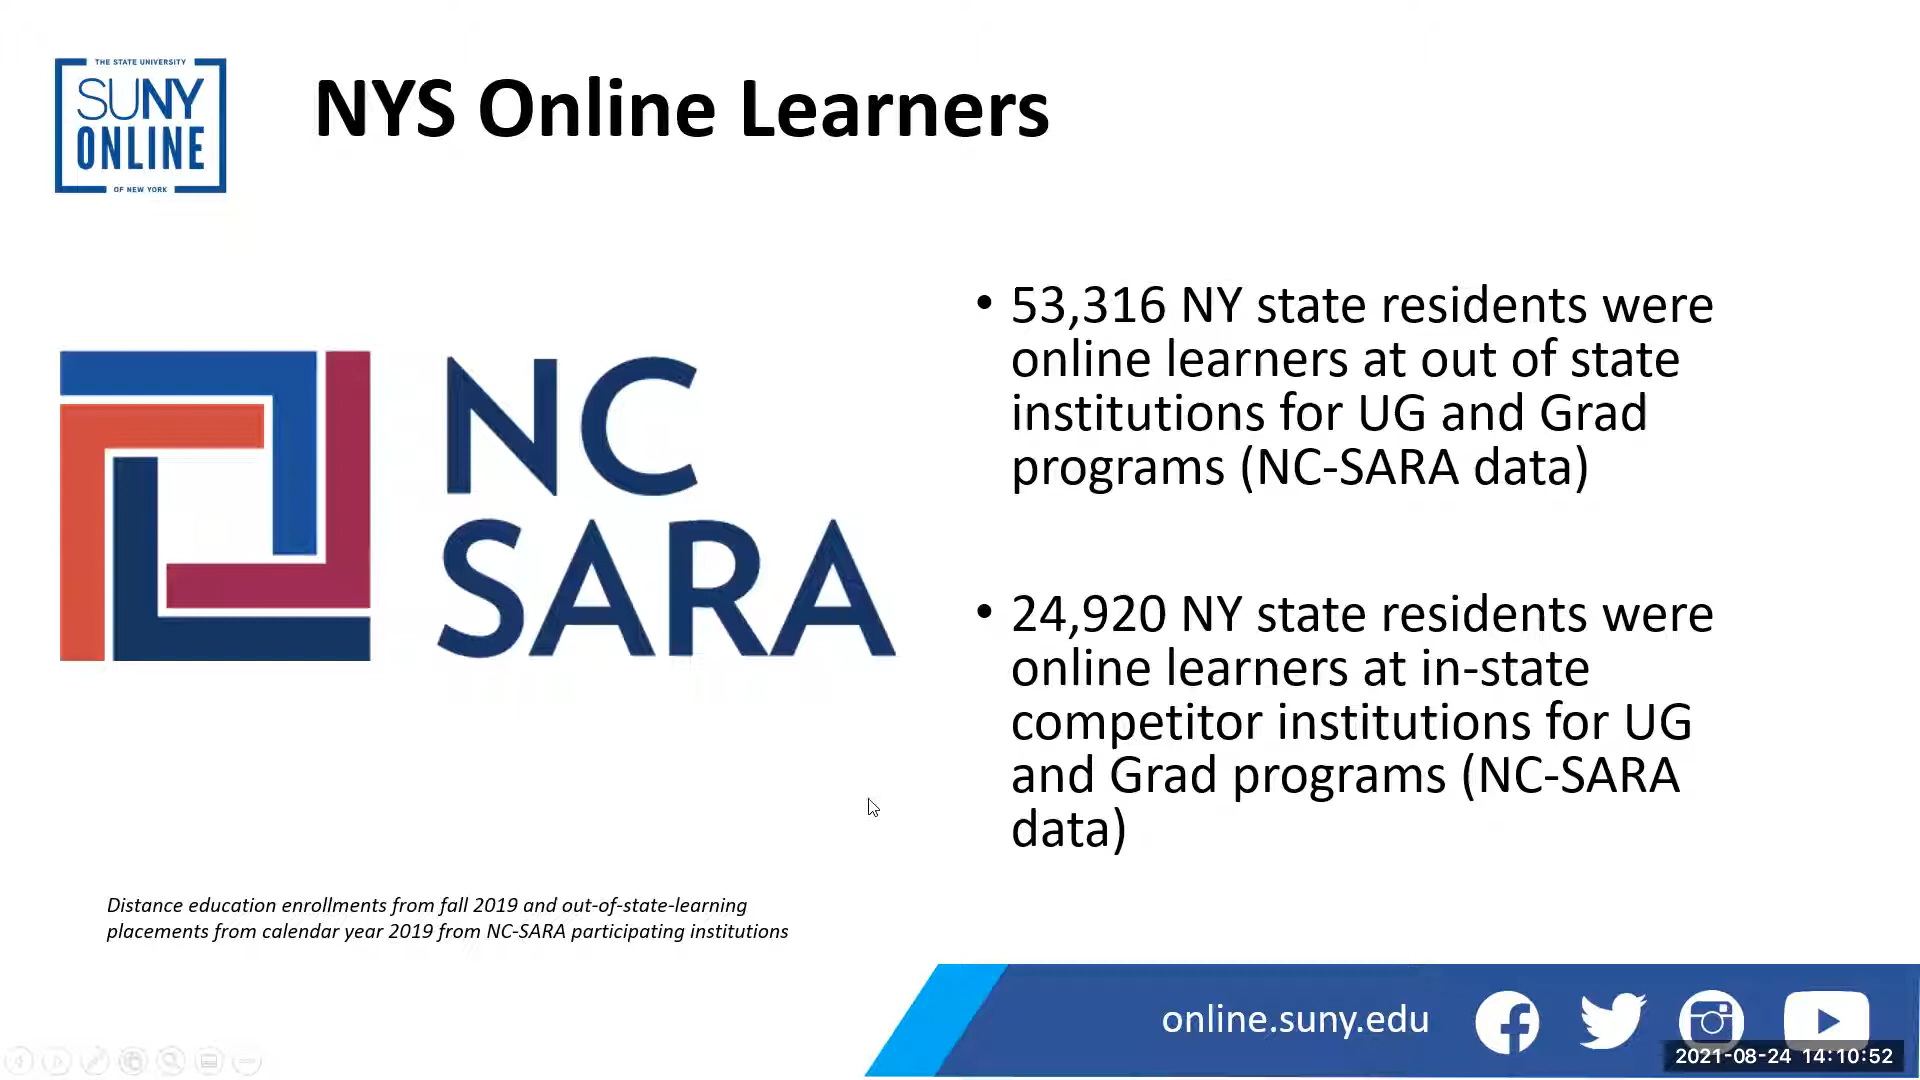 THE STATE UNIVERSITY
SUNY
ONLINE
OF NEW YORK
NYS Online Learners
NC
SARA
• 53,316 NY state residents were
online learners at out of state
institutions for UG and Grad
programs (NC-SARA data)
• 24,920 NY state residents were
online learners at in-state
competitor institutions for UG
and Grad programs (NC-SARA
data)
Distance education enrollments from fall 2019 and out-of-state-learning
placements from calendar year 2019 from NC-SARA participating institutions
online.suny.edu
2021-08-24 14:10:52